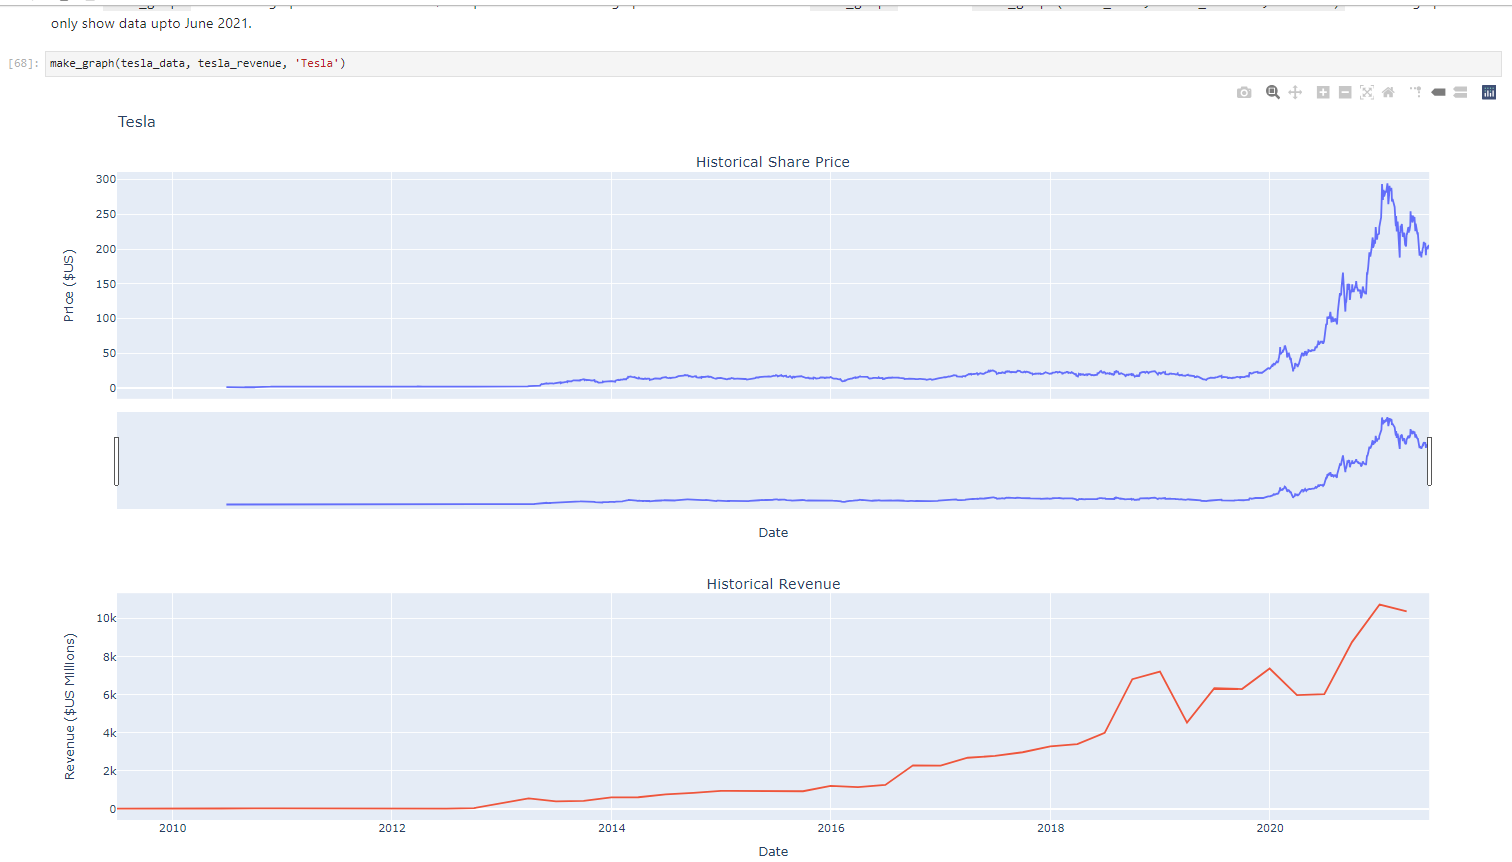 only show data upto June 2021.
[68]: make_graph(tesla_data, tesla_revenue, 'Tesla')
Tesla
Historical Share Price
300
250
200
150
100
50
0
Price ($US)
2010
2012
2014
2016
2018
2020
Date
Historical Revenue
10k
8k
6k
4k
2k
0
Revenue ($US Millions)
Date